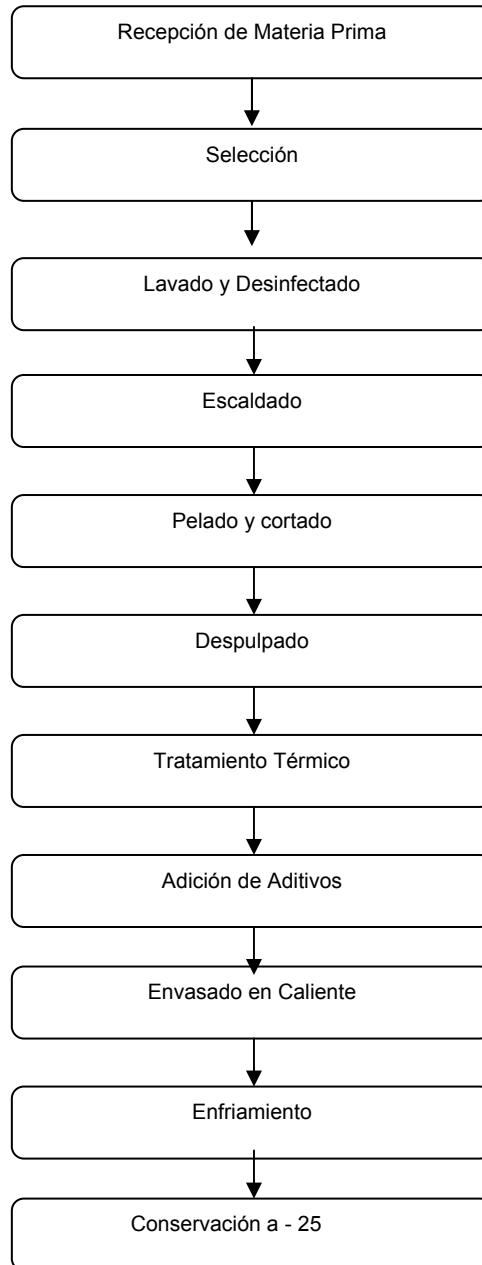 Recepción de Materia Prima
Selección
Lavado y Desinfectado
Escaldado
Pelado y cortado
Despulpado
Tratamiento Térmico
Adición de Aditivos
Envasado en Caliente
Enfriamiento
Conservación a - 25